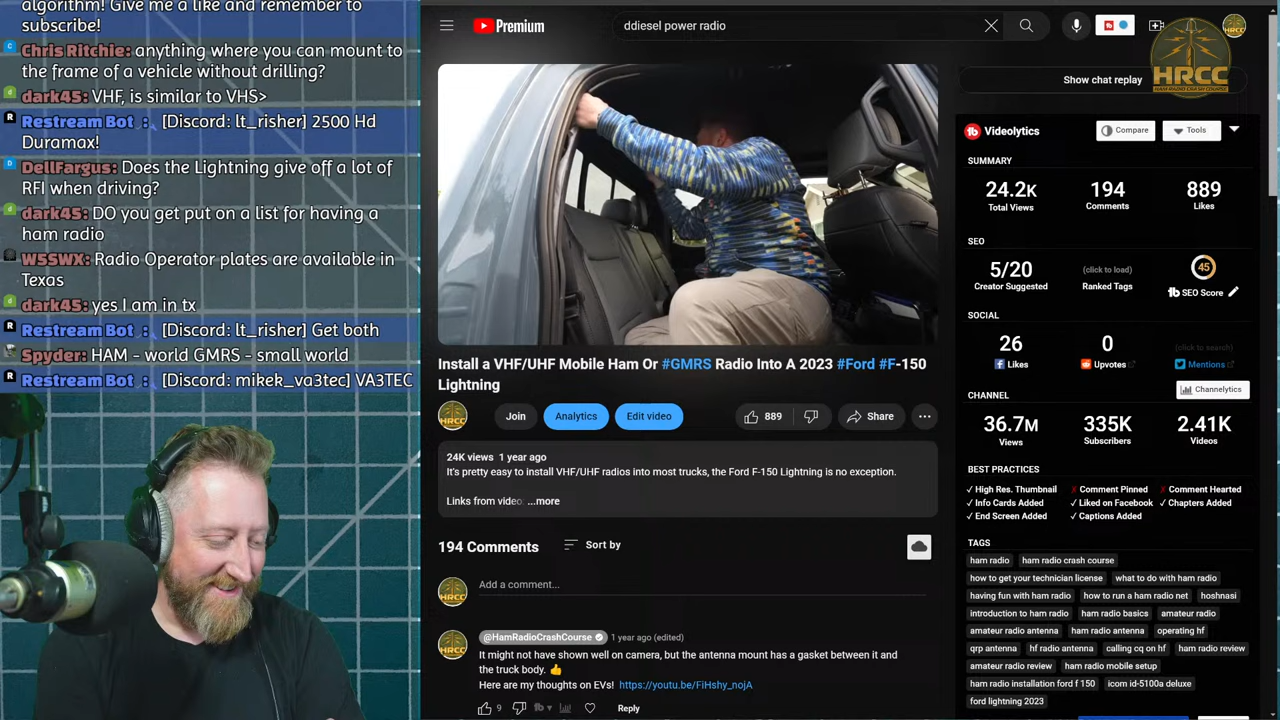 algorithm! Give me a like and remember to
subscribe!
Chris Ritchie: anything where you can mount to
the frame of a vehicle without drilling?
dark45: VHF, is similar to VHS>
Restream Bot : [Discord: lt_risher] 2500 Hd
Duramax!
DellFargus: Does the Lightning give off a lot of
RFI when driving?
dark45: DO you get put on a list for having a
ham radio
W5SWX: Radio Operator plates are available in
Texas
dark45: yes I am in tx
Restream Bot : [Discord: lt_risher] Get both
Spyder: HAM - world GMRS - small world
Restream Bot : [Discord: mikek_va3tec] VA3TEC
Premium
ddiesel power radio
HRCC
HAM RADIO CRASH COURSE
Install a VHF/UHF Mobile Ham Or #GMRS Radio Into A 2023 #Ford #F-150
Lightning
HRCC
Join
Analytics
Edit video
889
Share
24K views 1 year ago
It's pretty easy to install VHF/UHF radios into most trucks, the Ford F-150 Lightning is no exception.
Links from video: ...more
194 Comments
Sort by
Add a comment...
@HamRadioCrashCourse 1 year ago (edited)
It might not have shown well on camera, but the antenna mount has a gasket between it and
the truck body. 👍
Here are my thoughts on EVs! https://youtu.be/FiHshy_nojA
9
Reply
Show chat replay
Videolytics
Compare
Tools
SUMMARY
24.2K 194 889
Total Views Comments Likes
SEO
5/20 (click to load) 45
Creator Suggested Ranked Tags SEO Score
SOCIAL
26 0 (click to search)
Likes Upvotes Mentions
Channelytics
CHANNEL
36.7M 335K 2.41K
Views Subscribers Videos
BEST PRACTICES
✓ High Res. Thumbnail ✗ Comment Pinned ✗ Comment Hearted
✓ Info Cards Added ✓ Liked on Facebook ✓ Chapters Added
✓ End Screen Added ✓ Captions Added
TAGS
ham radio ham radio crash course
how to get your technician license what to do with ham radio
having fun with ham radio how to run a ham radio net hoshnasi
introduction to ham radio ham radio basics amateur radio
amateur radio antenna ham radio antenna operating hf
qrp antenna hf radio antenna calling cq on hf ham radio review
amateur radio review ham radio mobile setup
ham radio installation ford f 150 icom id-5100a deluxe
ford lightning 2023